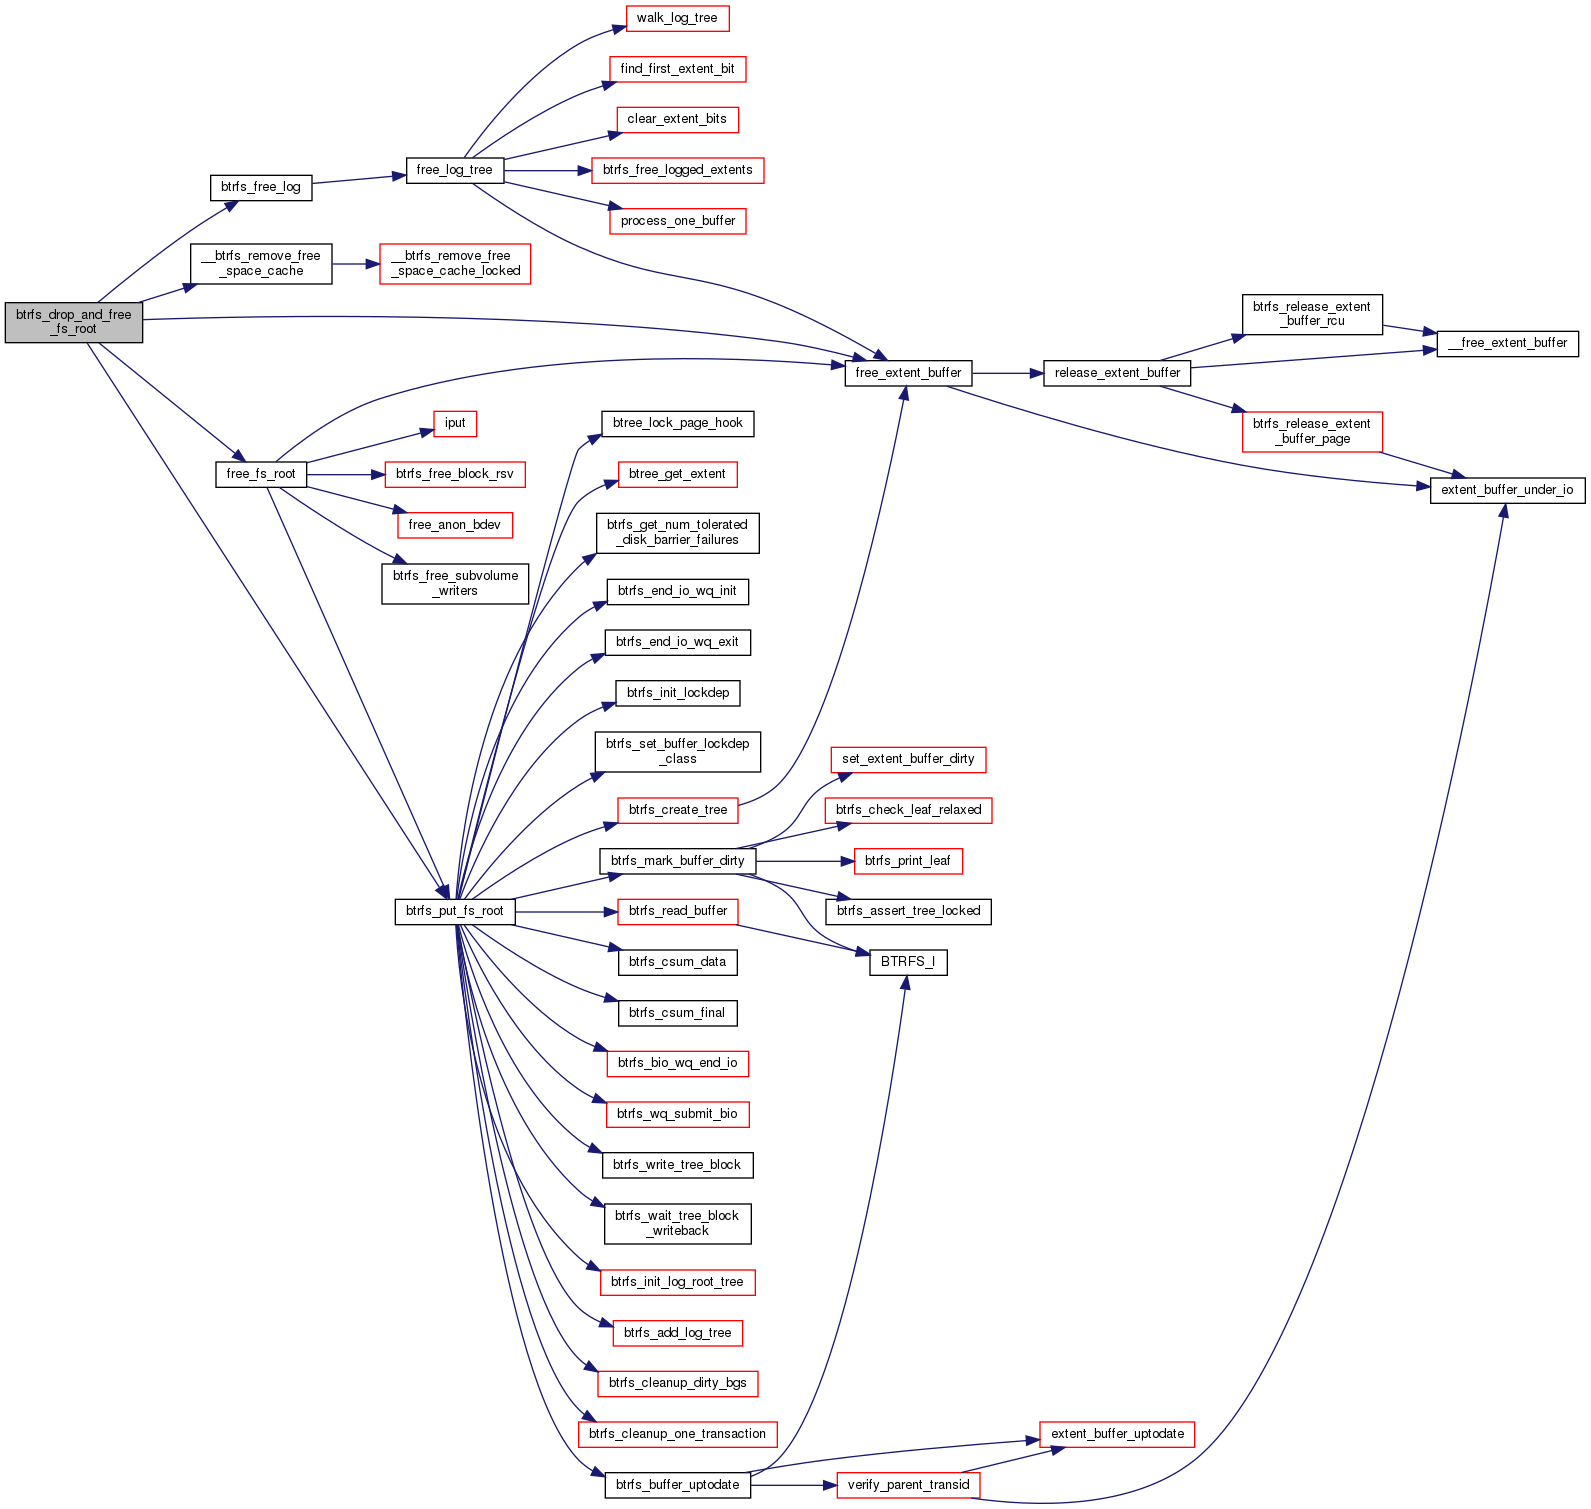 walk_log_tree
find_first_extent_bit
clear_extent_bits
free_log_tree
btrfs_free_logged_extents
btrfs_free_log
process_one_buffer
__btrfs_remove_free
_space_cache
__btrfs_remove_free
_space_cache_locked
btrfs_drop_and_free
_fs_root
btrfs_release_extent
_buffer_rcu
__free_extent_buffer
free_extent_buffer
release_extent_buffer
iput
btree_lock_page_hook
btrfs_release_extent
_buffer_page
free_fs_root
btrfs_free_block_rsv
btree_get_extent
extent_buffer_under_io
free_anon_bdev
btrfs_get_num_tolerated
_disk_barrier_failures
btrfs_free_subvolume
_writers
btrfs_end_io_wq_init
btrfs_end_io_wq_exit
btrfs_init_lockdep
btrfs_set_buffer_lockdep
_class
set_extent_buffer_dirty
btrfs_create_tree
btrfs_check_leaf_relaxed
btrfs_mark_buffer_dirty
btrfs_print_leaf
btrfs_put_fs_root
btrfs_read_buffer
btrfs_assert_tree_locked
btrfs_csum_data
BTRFS_I
btrfs_csum_final
btrfs_bio_wq_end_io
btrfs_wq_submit_bio
btrfs_write_tree_block
btrfs_wait_tree_block
_writeback
btrfs_init_log_root_tree
btrfs_add_log_tree
btrfs_cleanup_dirty_bgs
btrfs_cleanup_one_transaction
extent_buffer_uptodate
btrfs_buffer_uptodate
verify_parent_transid